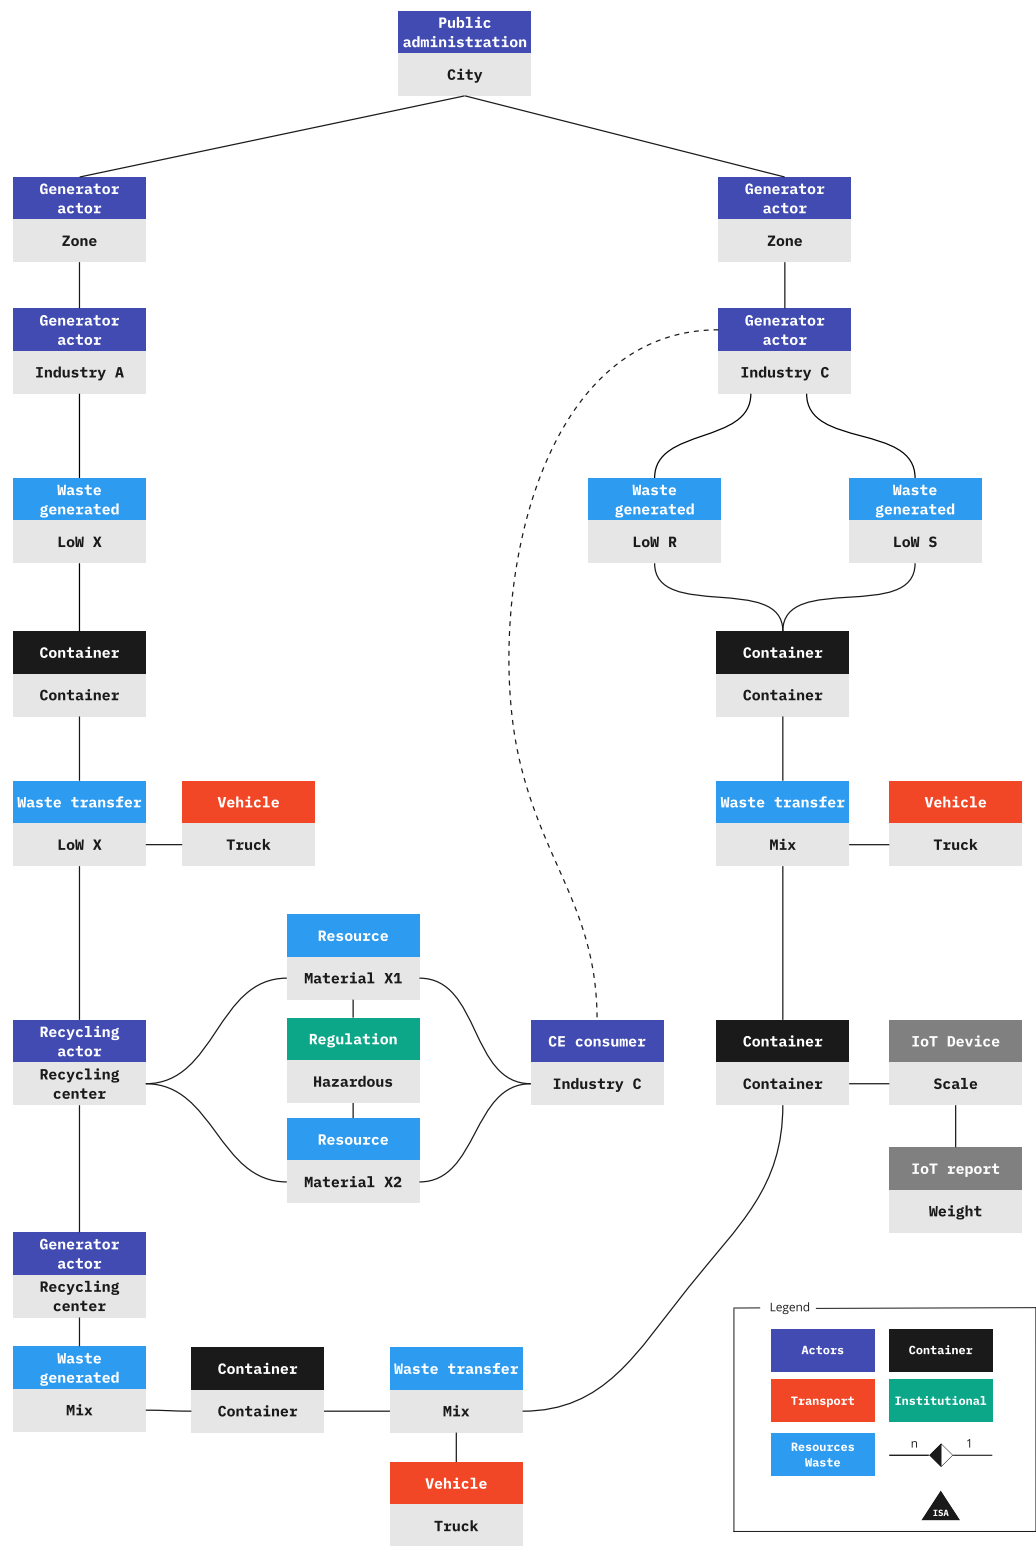 Public
administration
City
Generator
actor
Zone
Generator
actor
Zone
Generator
actor
Industry A
Generator
actor
Industry C
Waste
generated
LoW X
Waste
generated
LoW R
Waste
generated
LoW S
Container
Container
Container
Container
Waste transfer
LoW X
Vehicle
Truck
Waste transfer
Mix
Vehicle
Truck
Resource
Material X1
Regulation
Hazardous
Resource
Material X2
Recycling
actor
Recycling
center
CE consumer
Industry C
Container
Container
IoT Device
Scale
IoT report
Weight
Generator
actor
Recycling
center
Waste
generated
Mix
Container
Container
Waste transfer
Mix
Vehicle
Truck
Legend
Actors
Container
Transport
Institutional
Resources
Waste
n
1
ISA